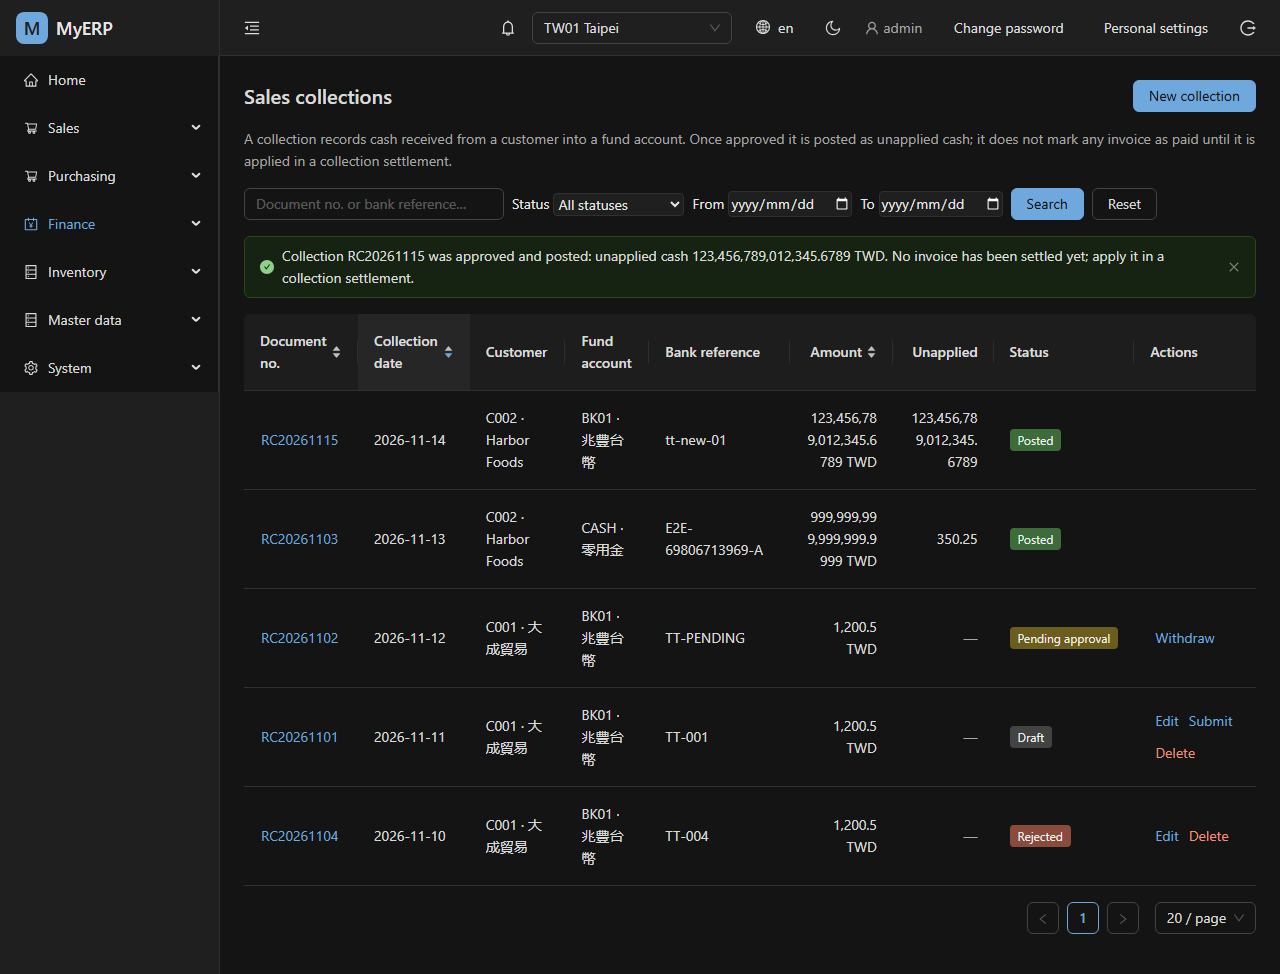 M MyERP
TW01 Taipei
en
admin
Change password
Personal settings
Home
Sales
Purchasing
Finance
Inventory
Master data
System
Sales collections
New collection
A collection records cash received from a customer into a fund account. Once approved it is posted as unapplied cash; it does not mark any invoice as paid until it is
applied in a collection settlement.
Document no. or bank reference...
Status All statuses From yyyy/mm/dd To yyyy/mm/dd Search Reset
Collection RC20261115 was approved and posted: unapplied cash 123,456,789,012,345.6789 TWD. No invoice has been settled yet; apply it in a
collection settlement.
Document
no.
Collection
date
Customer
Fund
account
Bank reference
Amount
Unapplied
Status
Actions
RC20261115
2026-11-14
C002 ·
Harbor
Foods
BK01 ·
兆豐台
幣
tt-new-01
123,456,78
9,012,345.6
789 TWD
123,456,78
9,012,345.
6789
Posted
RC20261103
2026-11-13
C002 ·
Harbor
Foods
CASH ·
零用金
E2E-
69806713969-A
999,999,99
9,999,999.9
999 TWD
350.25
Posted
RC20261102
2026-11-12
C001 · 大
成貿易
BK01 ·
兆豐台
幣
TT-PENDING
1,200.5
TWD
—
Pending approval
Withdraw
RC20261101
2026-11-11
C001 · 大
成貿易
BK01 ·
兆豐台
幣
TT-001
1,200.5
TWD
—
Draft
Edit Submit
Delete
RC20261104
2026-11-10
C001 · 大
成貿易
BK01 ·
兆豐台
幣
TT-004
1,200.5
TWD
—
Rejected
Edit Delete
< 1 > 20 / page